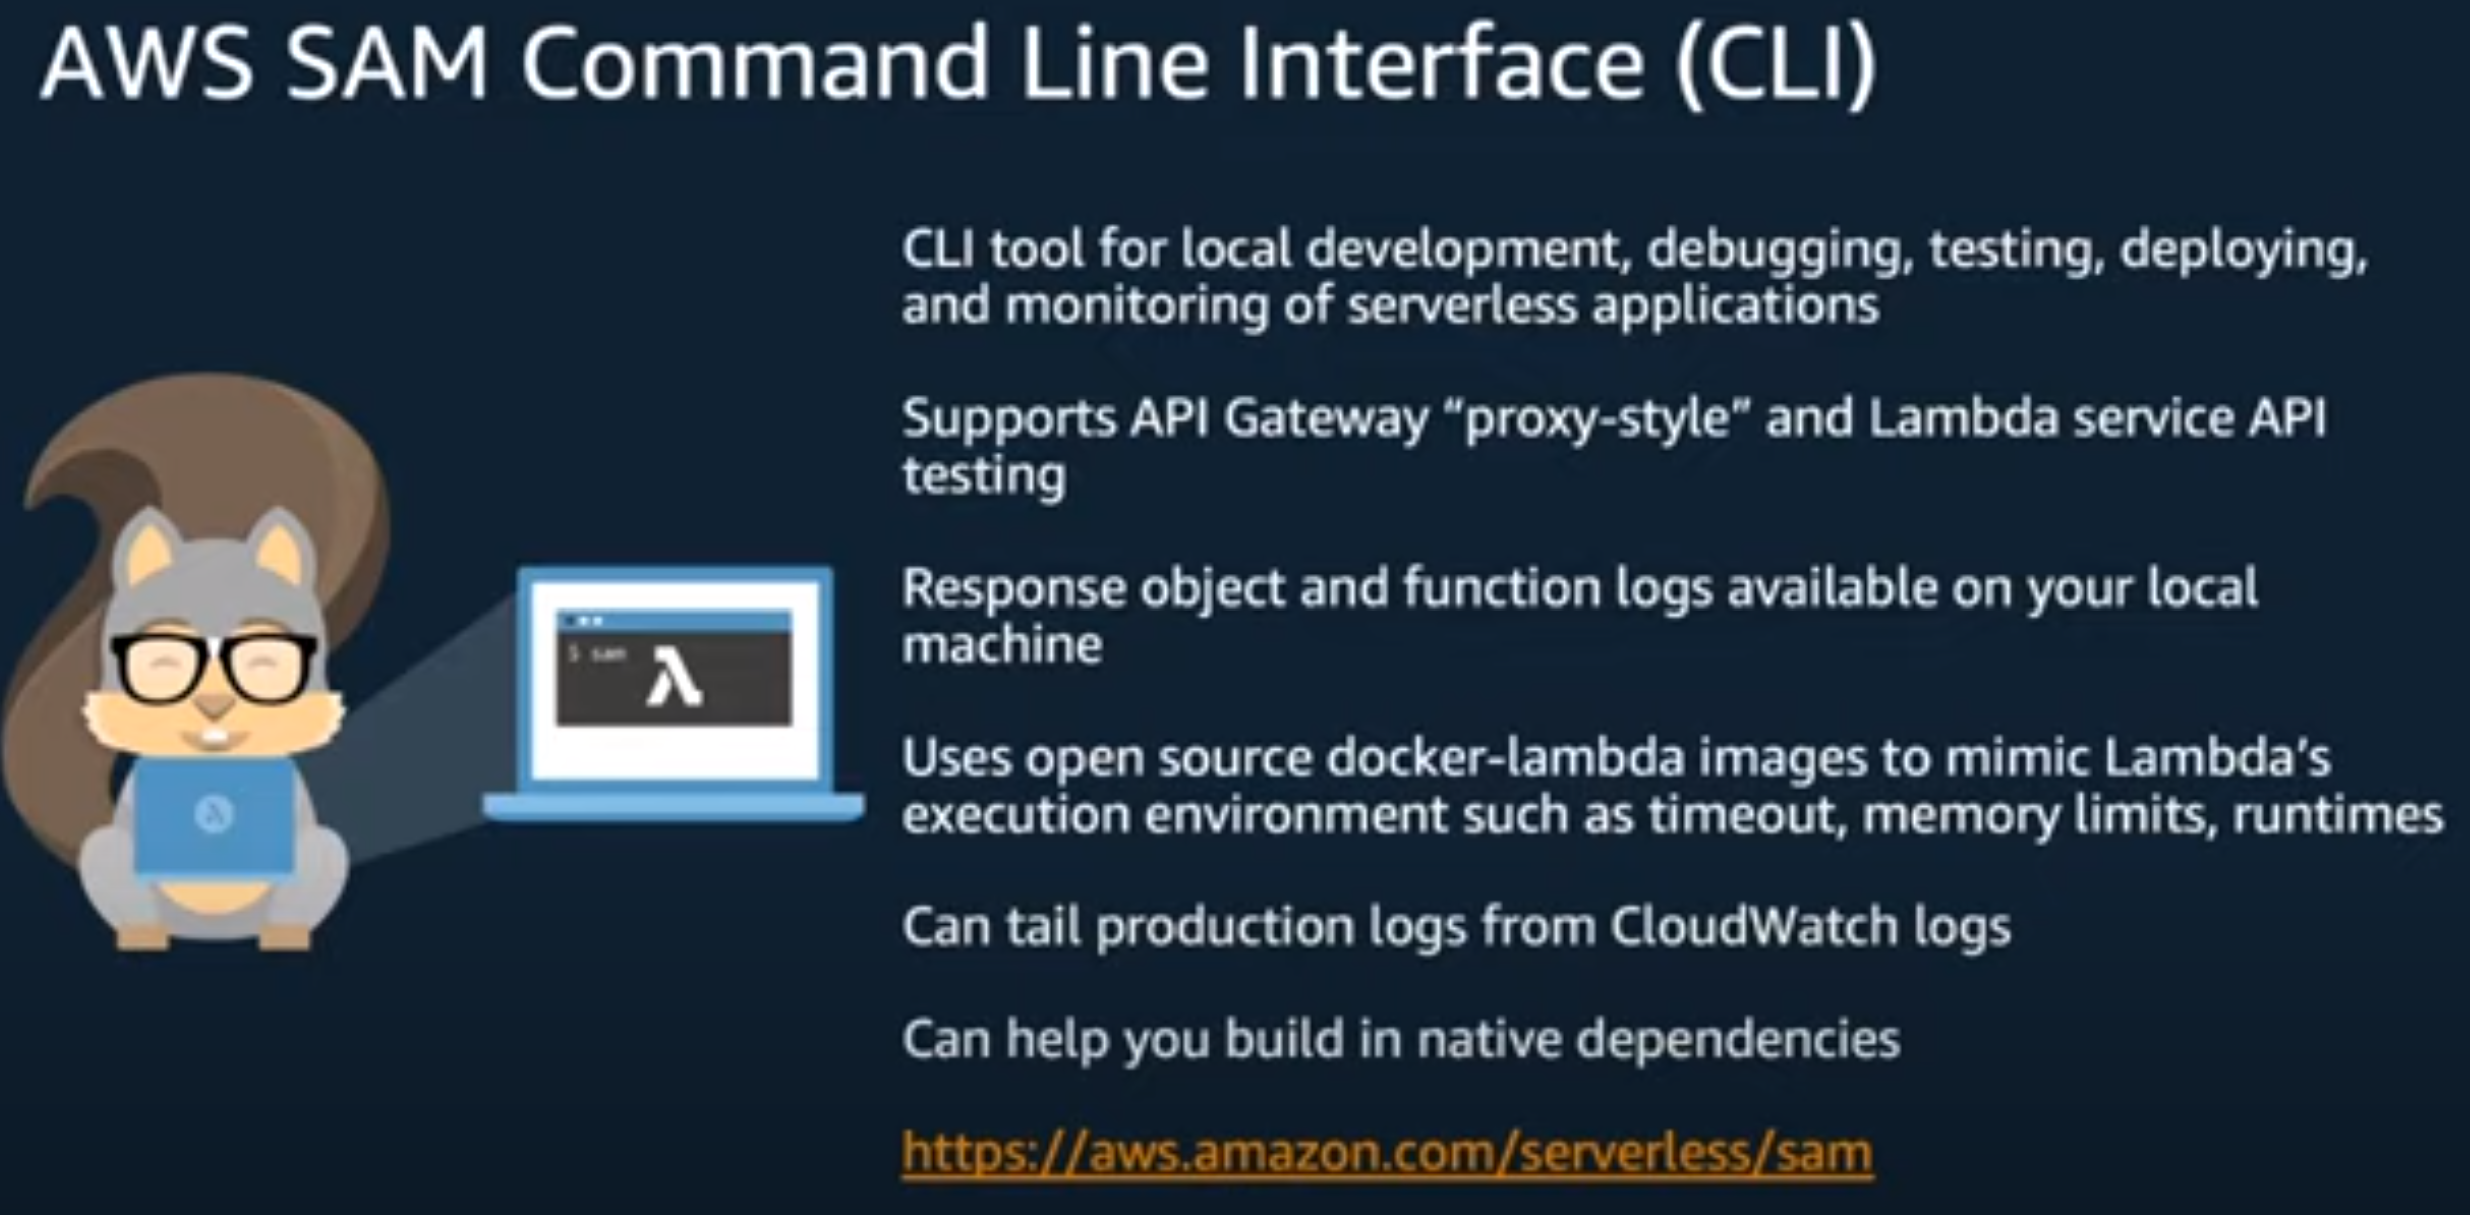 AWS SAM Command Line Interface (CLI)
CLI tool for local development, debugging, testing, deploying,
and monitoring of serverless applications
Supports API Gateway “proxy-style” and Lambda service API
testing
Response object and function logs available on your local
machine
$ sam
λ
Uses open source docker-lambda images to mimic Lambda’s
execution environment such as timeout, memory limits, runtimes
Can tail production logs from CloudWatch logs
Can help you build in native dependencies
https://aws.amazon.com/serverless/sam